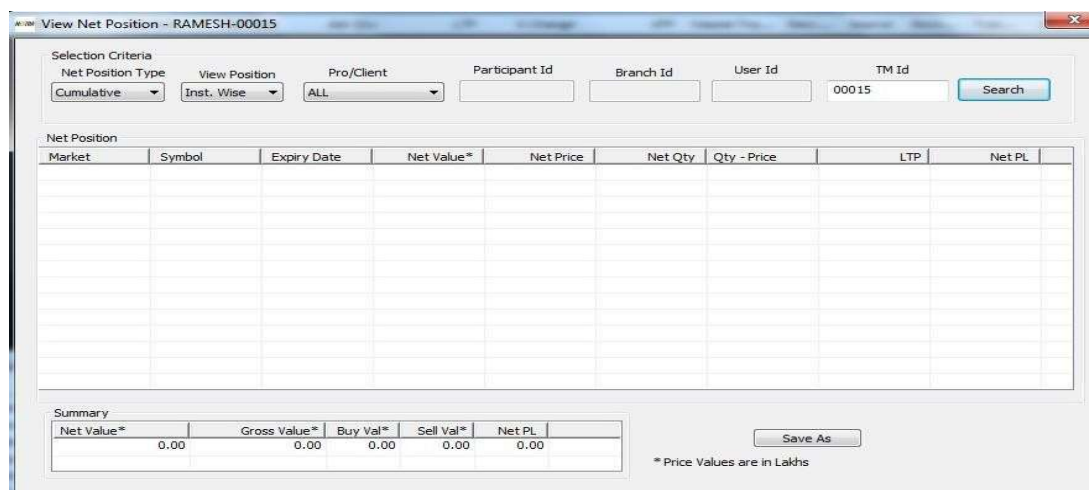 View Net Position - RAMESH-00015
Selection Criteria
Net Position Type View Position Pro/Client Participant Id Branch Id User Id TM Id
Cumulative Inst. Wise ALL 00015 Search
Net Position
Market Symbol Expiry Date Net Value* Net Price Net Qty Qty - Price LTP Net PL
Summary
Net Value* Gross Value* Buy Val* Sell Val* Net PL
0.00 0.00 0.00 0.00 0.00
Save As
* Price Values are in Lakhs